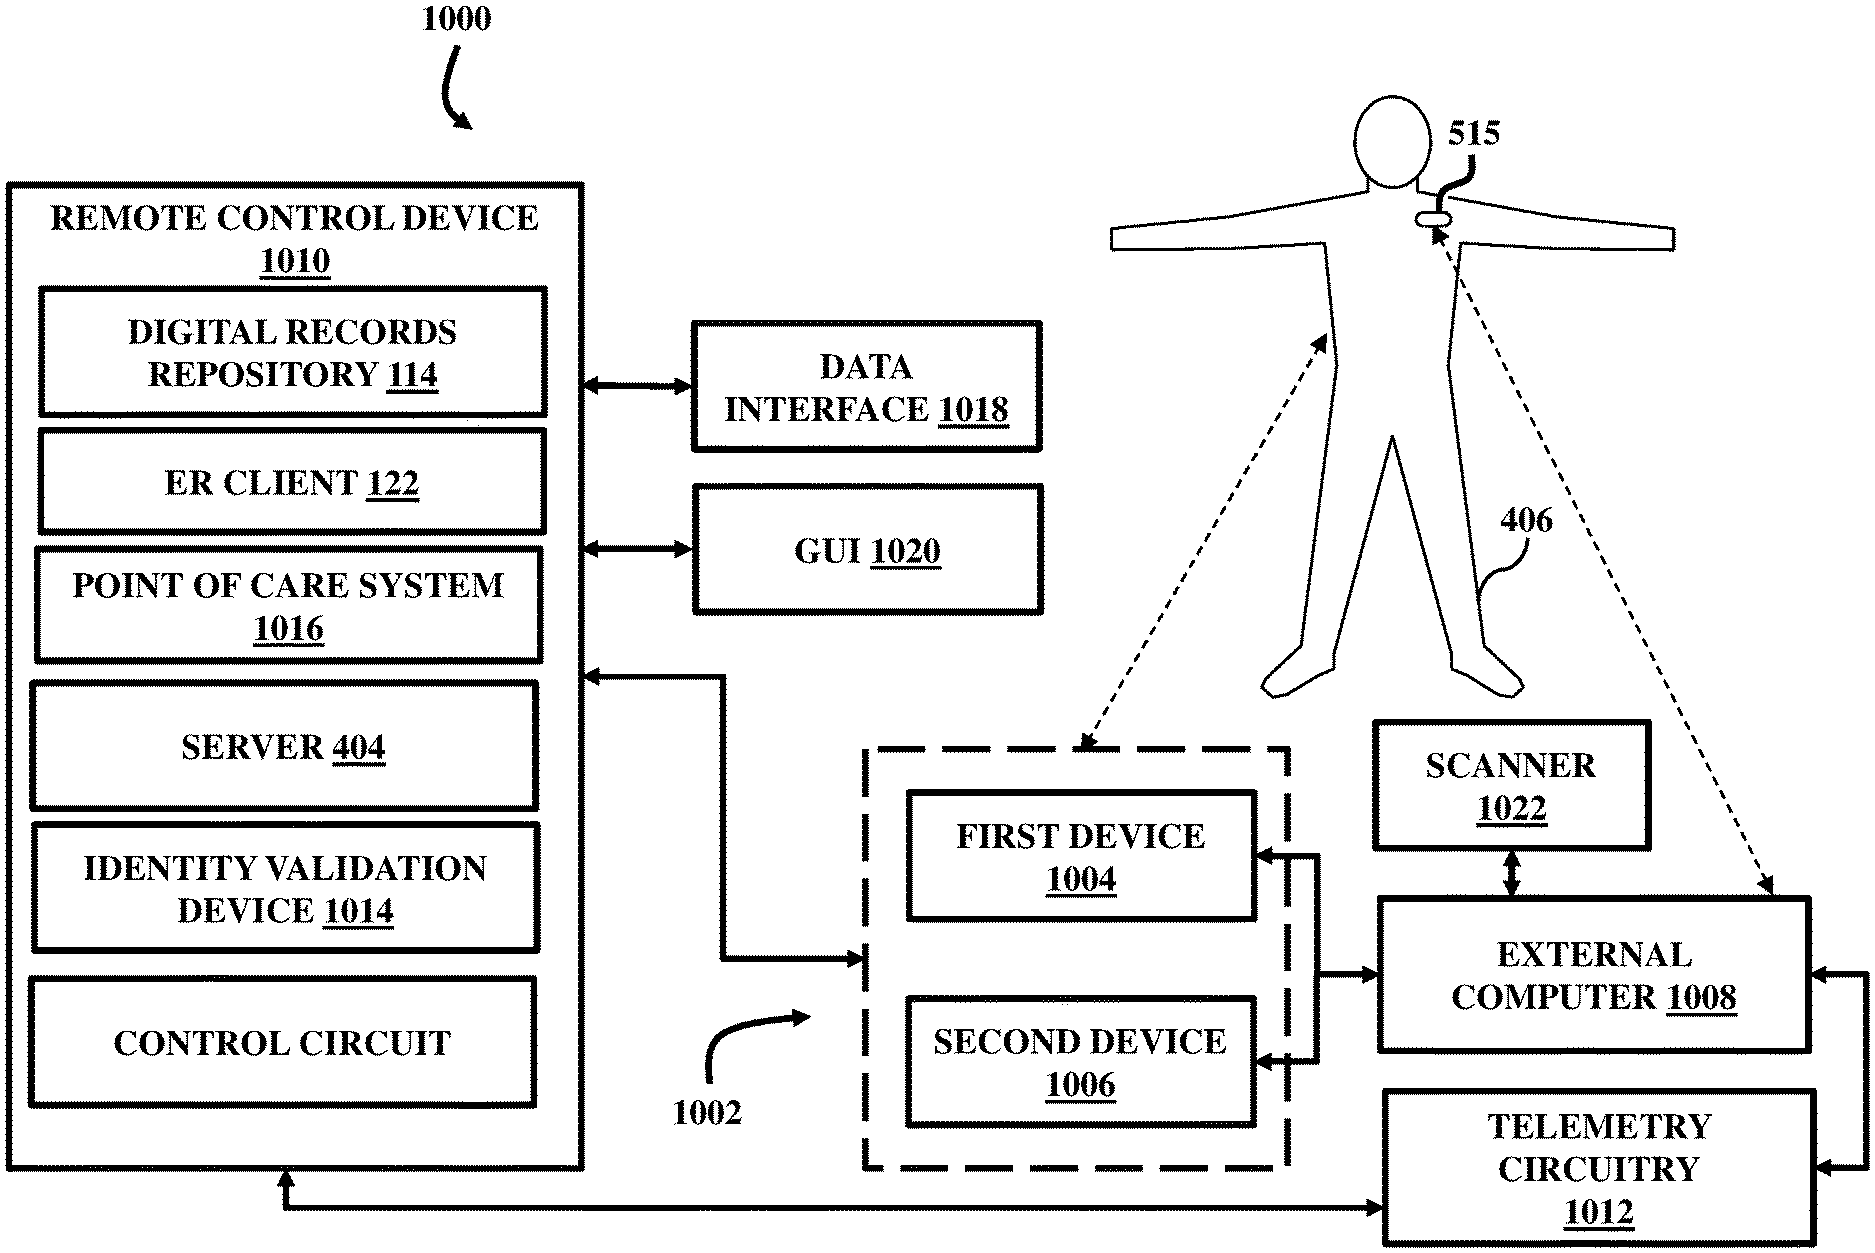 1000
515
REMOTE CONTROL DEVICE
1010
DIGITAL RECORDS
REPOSITORY 114
ER CLIENT 122
POINT OF CARE SYSTEM
1016
SERVER 404
IDENTITY VALIDATION
DEVICE 1014
CONTROL CIRCUIT
DATA
INTERFACE 1018
GUI 1020
406
FIRST DEVICE
1004
SECOND DEVICE
1006
1002
SCANNER
1022
EXTERNAL
COMPUTER 1008
TELEMETRY
CIRCUITRY
1012